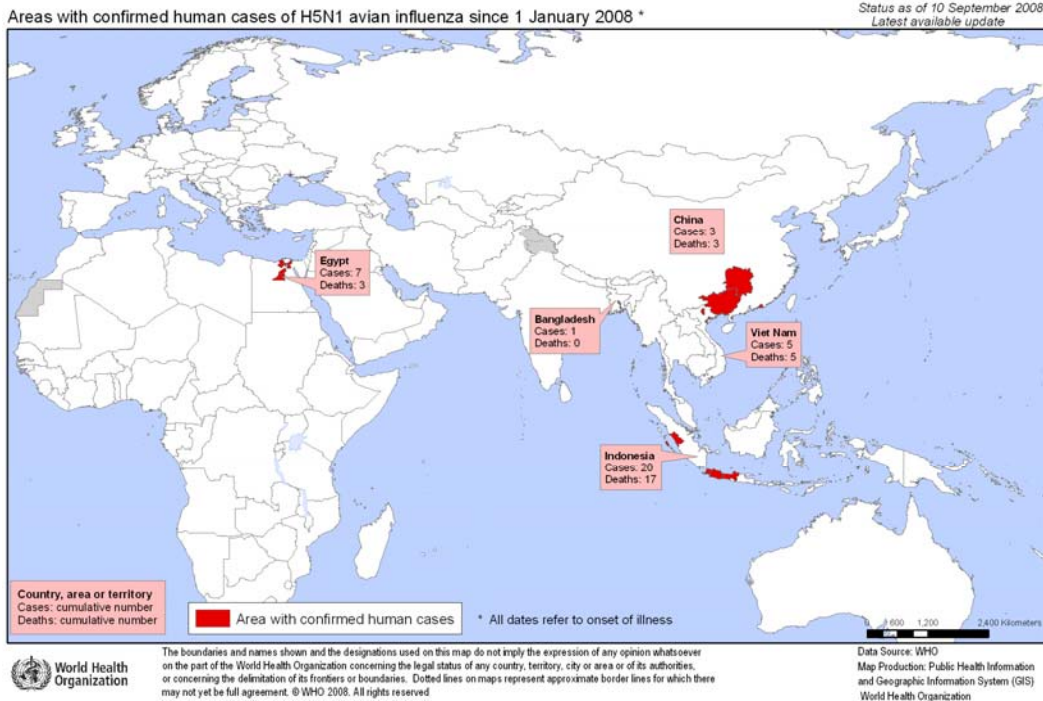 Areas with confirmed human cases of H5N1 avian influenza since 1 January 2008 *
Status as of 10 September 2008
Latest available update
China
Cases: 3
Deaths: 3
Egypt
Cases: 7
Deaths: 3
Bangladesh
Cases: 1
Deaths: 0
Viet Nam
Cases: 5
Deaths: 5
Indonesia
Cases: 20
Deaths: 17
Country, area or territory
Cases: cumulative number
Deaths: cumulative number
Area with confirmed human cases
* All dates refer to onset of illness
0 600 1,200 2,400 Kilometers
World Health
Organization
The boundaries and names shown and the designations used on this map do not imply the expression of any opinion whatsoever
on the part of the World Health Organization concerning the legal status of any country, territory, city or area or of its authorities,
or concerning the delimitation of its frontiers or boundaries. Dotted lines on maps represent approximate border lines for which there
may not yet be full agreement. © WHO 2008. All rights reserved
Data Source: WHO
Map Production: Public Health Information
and Geographic Information System (GIS)
World Health Organization